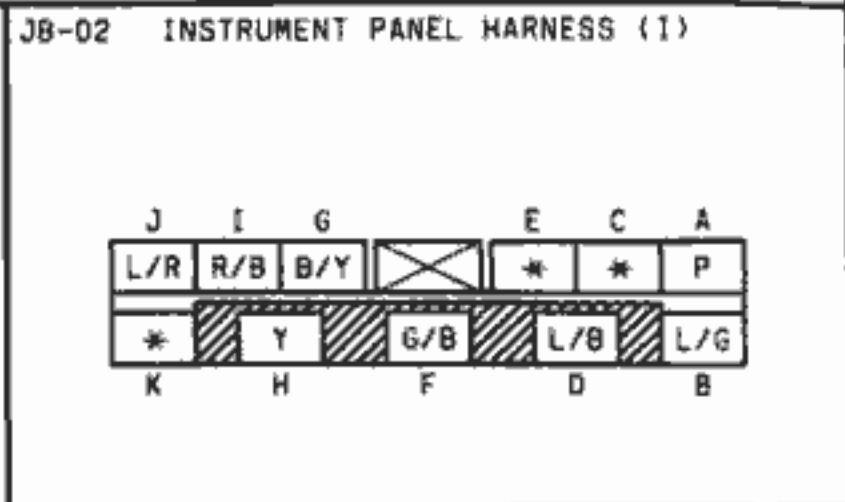 JB-02 INSTRUMENT PANEL HARNESS (I)
J I G E C A
L/R R/B B/Y * * P
* Y G/B L/B L/G
K H F D B